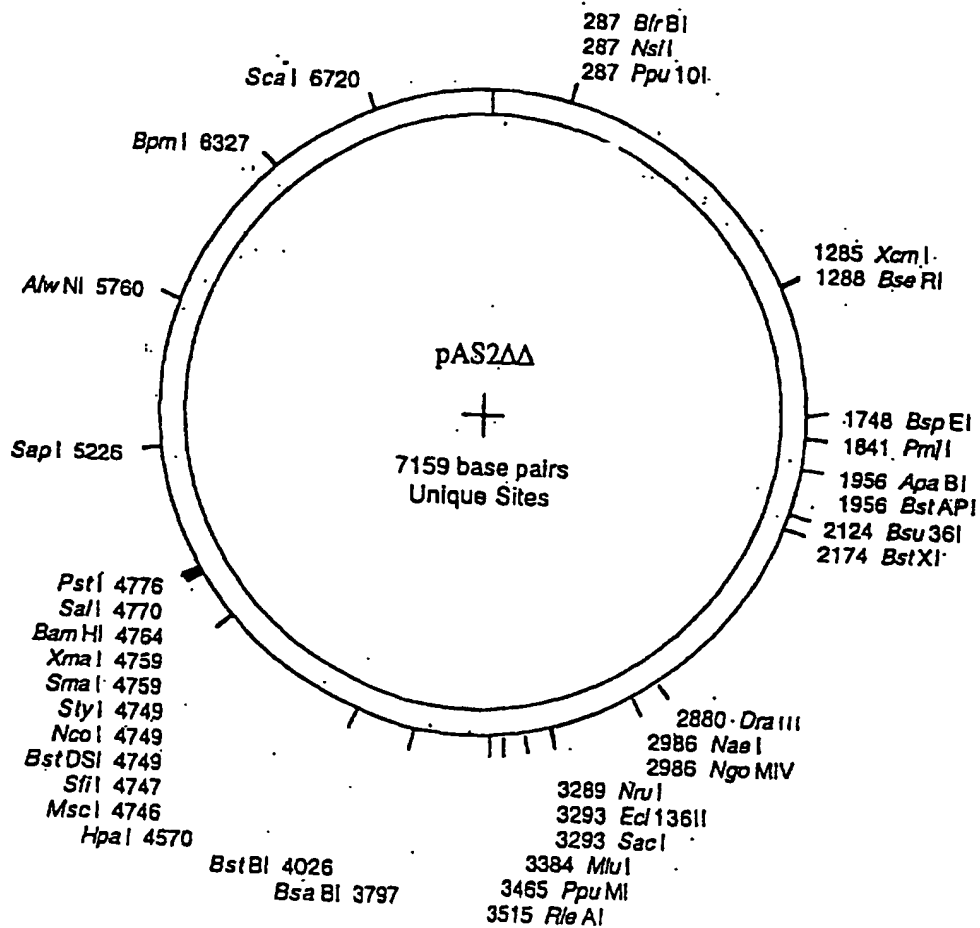 287 BfrBI
287 NsiI
287 Ppu10I
ScaI 6720
BpmI 6327
1285 XcmI
1288 BseRI
AlwNI 5760
pAS2ΔΔ
7159 base pairs
Unique Sites
1748 BspEI
1841 PmlI
1956 ApaBI
1956 BstAPI
2124 Bsu36I
2174 BstXI
SapI 5226
PstI 4776
SalI 4770
BamHI 4764
XmaI 4759
SmaI 4759
StyI 4749
NcoI 4749
BstDSI 4749
SfiI 4747
MscI 4746
HpaI 4570
BstBI 4026
BsaBI 3797
2880 DraIII
2986 NaeI
2986 NgoMIV
3289 NruI
3293 Ecl136II
3293 SacI
3384 MluI
3465 PpuMI
3515 RleAI